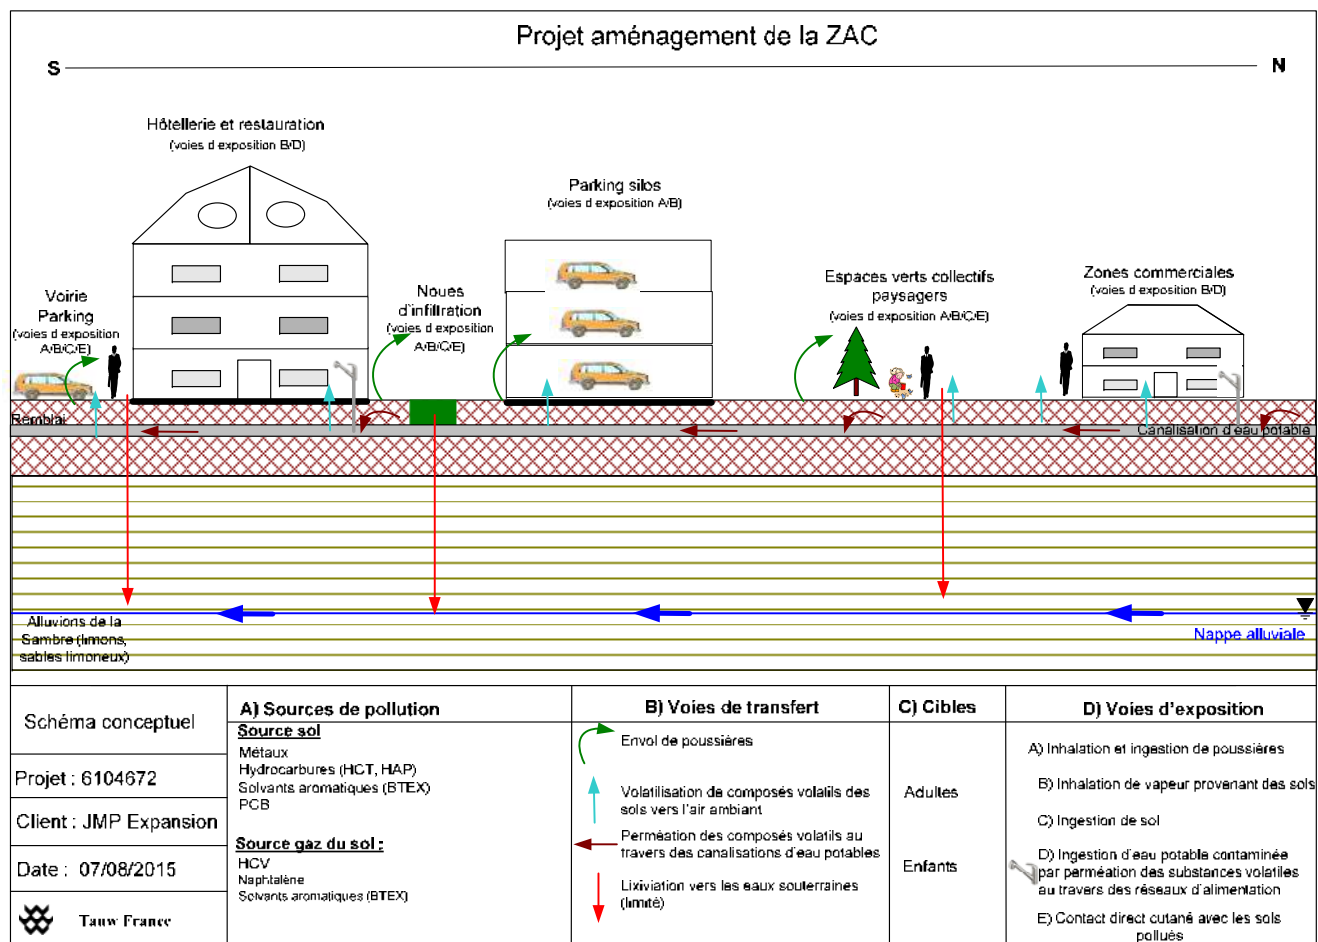 Projet aménagement de la ZAC
S
N
Hôtellerie et restauration
(voies d exposition B/D)
Parking silos
(voies d exposition A/B)
Voirie
Parking
(voies d exposition
A/B/C/E)
Noues
d'infiltration
(voies d exposition
A/B/C/E)
Espaces verts collectifs
paysagers
(voies d exposition A/B/C/E)
Zones commerciales
(voies d exposition B/D)
Remblai
Canalisation d'eau potable
Alluvions de la
Sambre (limons,
sables limoneux)
Nappe alluviale
Schéma conceptuel
Projet : 6104672
Client : JMP Expansion
Date : 07/08/2015
Tauw France
A) Sources de pollution
Source sol
Métaux
Hydrocarbures (HCT, HAP)
Solvants aromatiques (BTEX)
PCB
Source gaz du sol :
HCV
Naphtalène
Solvants aromatiques (BTEX)
B) Voies de transfert
Envol de poussières
Volatilisation de composés volatils des
sols vers l'air ambiant
Perméation des composés volatils au
travers des canalisations d'eau potables
Lixiviation vers les eaux souterraines
(limité)
C) Cibles
Adultes
Enfants
D) Voies d'exposition
A) Inhalation et ingestion de poussières
B) Inhalation de vapeur provenant des sols
C) Ingestion de sol
D) Ingestion d'eau potable contaminée
par perméation des substances volatiles
au travers des réseaux d'alimentation
E) Contact direct cutané avec les sols
pollués